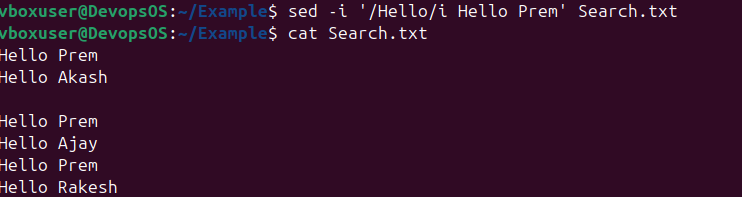 vboxuser@DevopsOS:~/Example$ sed -i '/Hello/i Hello Prem' Search.txt
vboxuser@DevopsOS:~/Example$ cat Search.txt
Hello Prem
Hello Akash

Hello Prem
Hello Ajay
Hello Prem
Hello Rakesh